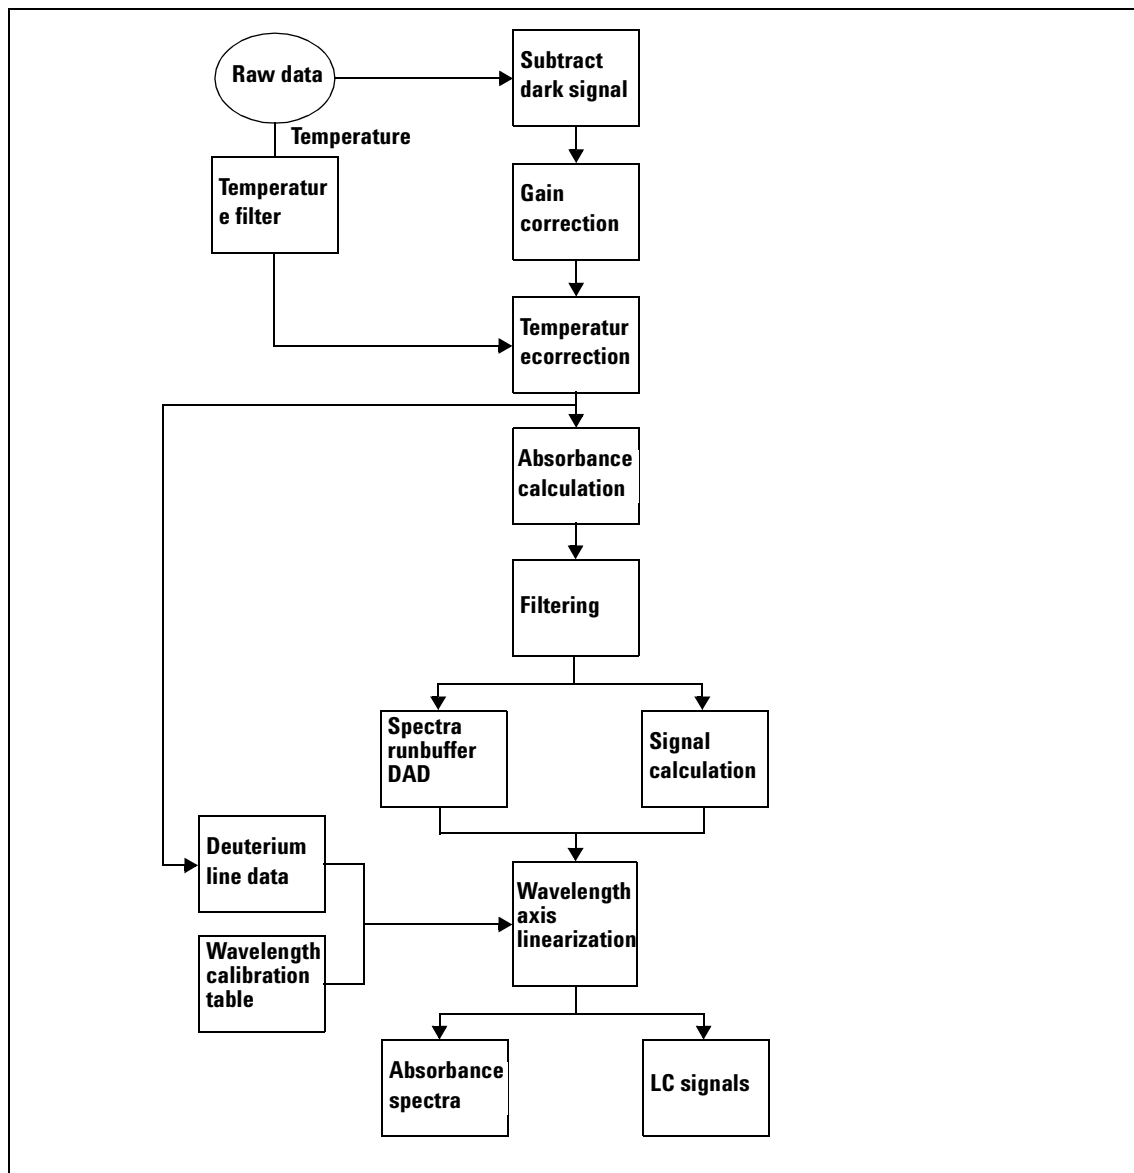 Raw data
Subtract
dark signal
Temperature
Temperatur
e filter
Gain
correction
Temperatur
ecorrection
Absorbance
calculation
Filtering
Spectra
runbuffer
DAD
Signal
calculation
Deuterium
line data
Wavelength
axis
linearization
Wavelength
calibration
table
Absorbance
spectra
LC signals